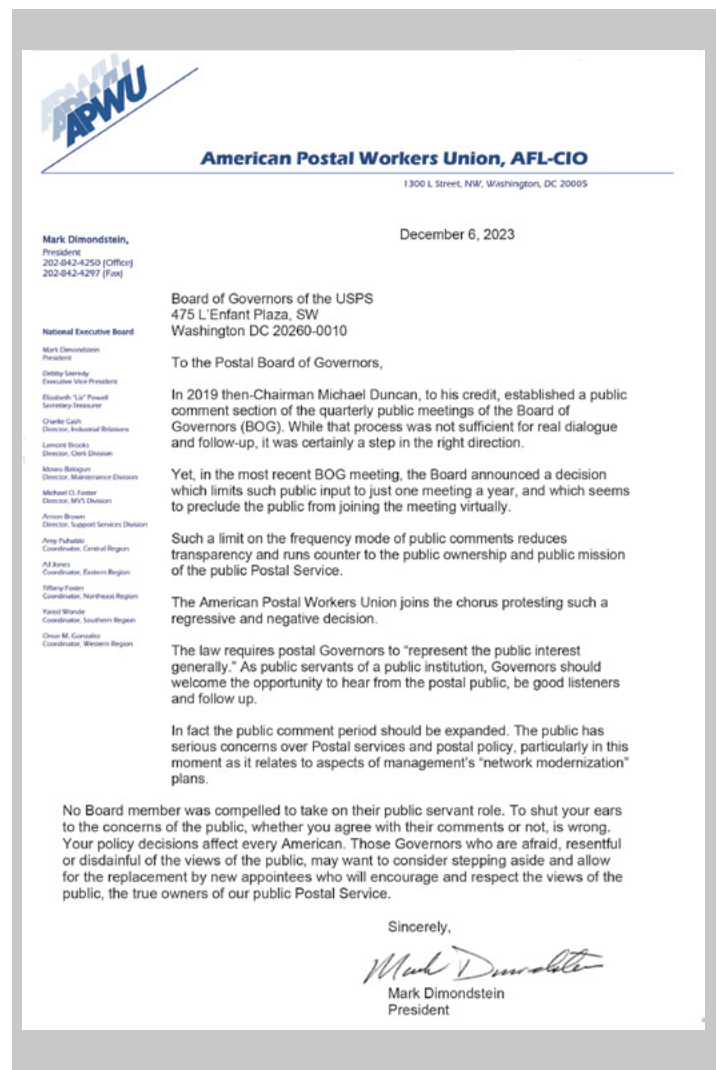 APWU
American Postal Workers Union, AFL-CIO
1300 L Street, NW, Washington, DC 20005
Mark Dimondstein,
President
202-842-4250 (Office)
202-842-4297 (Fax)
National Executive Board
Mark Dimondstein
President
Debby Szeredy
Executive Vice President
Elizabeth "Liz" Powell
Secretary-Treasurer
Charlie Cash
Director, Industrial Relations
Lamont Brooks
Director, Clerk Division
Idowu Balogun
Director, Maintenance Division
Michael O. Foster
Director, MVS Division
Arrion Brown
Director, Support Services Division
Amy Puhalski
Coordinator, Central Region
AJ Jones
Coordinator, Eastern Region
Tiffany Foster
Coordinator, Northeast Region
Yared Wonde
Coordinator, Southern Region
Omar M. Gonzalez
Coordinator, Western Region
December 6, 2023
Board of Governors of the USPS
475 L'Enfant Plaza, SW
Washington DC 20260-0010
To the Postal Board of Governors,
In 2019 then-Chairman Michael Duncan, to his credit, established a public
comment section of the quarterly public meetings of the Board of
Governors (BOG). While that process was not sufficient for real dialogue
and follow-up, it was certainly a step in the right direction.
Yet, in the most recent BOG meeting, the Board announced a decision
which limits such public input to just one meeting a year, and which seems
to preclude the public from joining the meeting virtually.
Such a limit on the frequency mode of public comments reduces
transparency and runs counter to the public ownership and public mission
of the public Postal Service.
The American Postal Workers Union joins the chorus protesting such a
regressive and negative decision.
The law requires postal Governors to "represent the public interest
generally." As public servants of a public institution, Governors should
welcome the opportunity to hear from the postal public, be good listeners
and follow up.
In fact the public comment period should be expanded. The public has
serious concerns over Postal services and postal policy, particularly in this
moment as it relates to aspects of management's "network modernization"
plans.
No Board member was compelled to take on their public servant role. To shut your ears
to the concerns of the public, whether you agree with their comments or not, is wrong.
Your policy decisions affect every American. Those Governors who are afraid, resentful
or disdainful of the views of the public, may want to consider stepping aside and allow
for the replacement by new appointees who will encourage and respect the views of the
public, the true owners of our public Postal Service.
Sincerely,
Mark Dimondstein
Mark Dimondstein
President